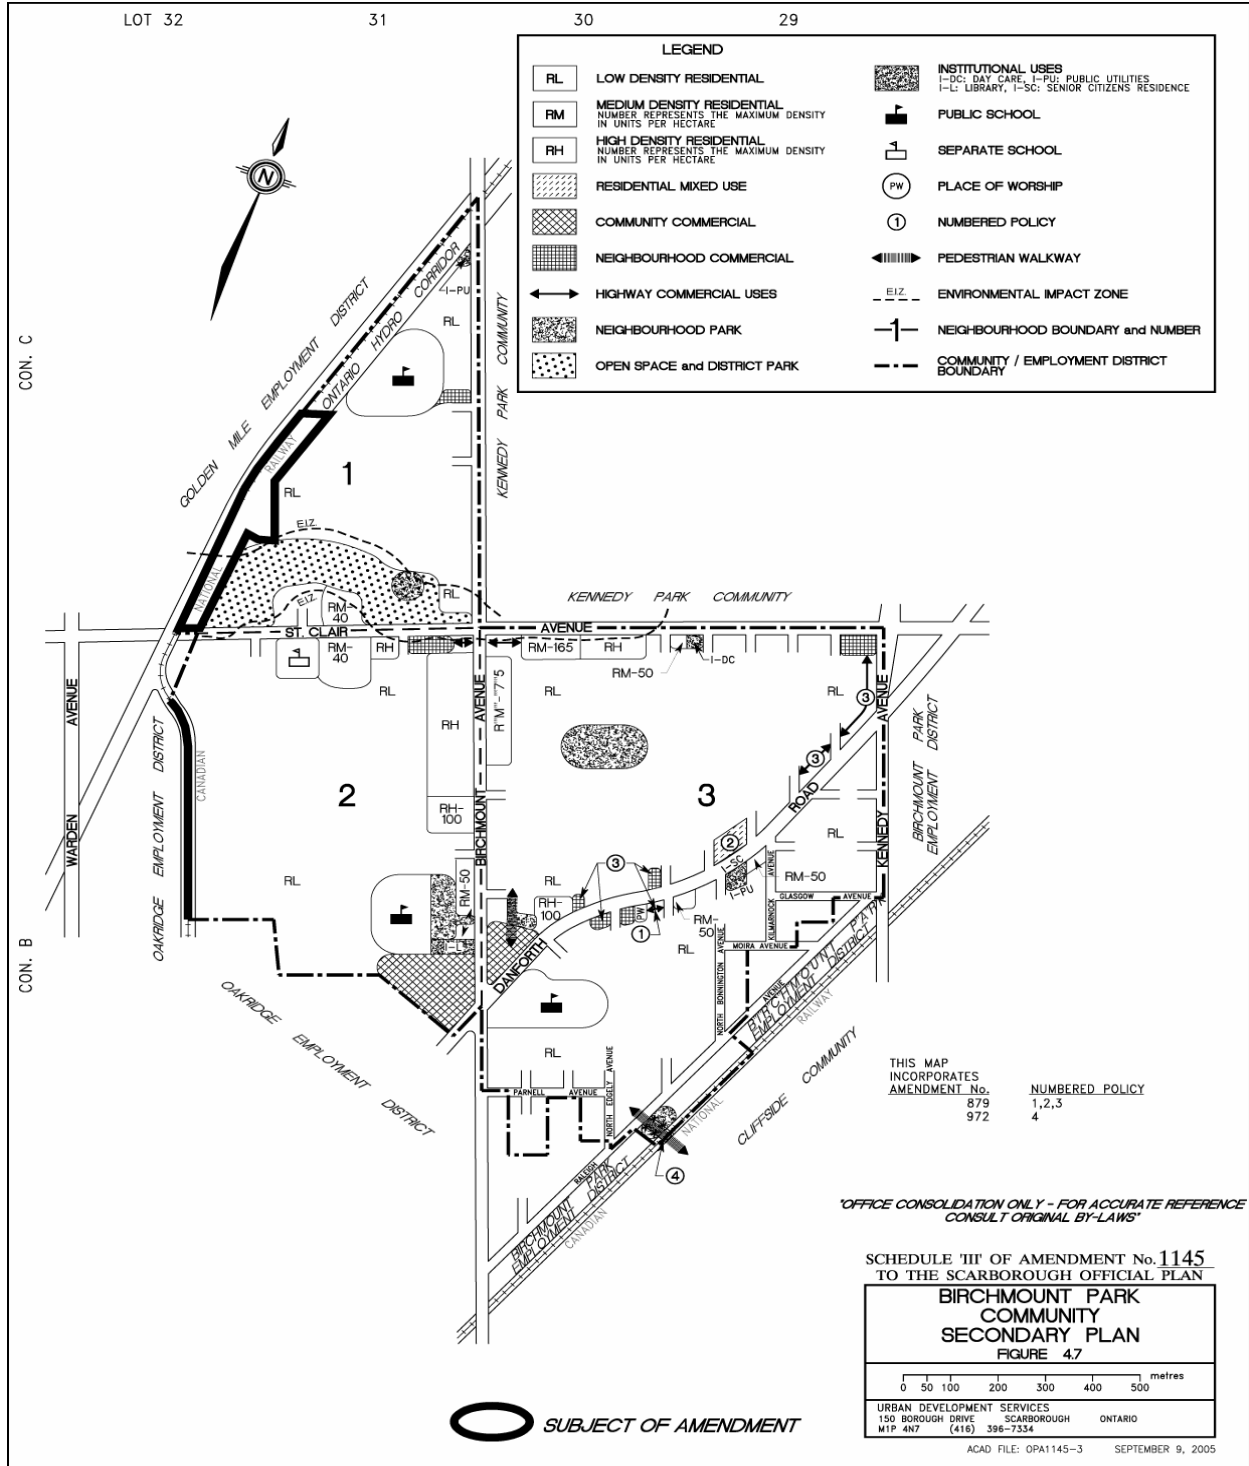 LOT 32 31 30 29
LEGEND
RL LOW DENSITY RESIDENTIAL
RM MEDIUM DENSITY RESIDENTIAL
NUMBER REPRESENTS THE MAXIMUM DENSITY
IN UNITS PER HECTARE
RH HIGH DENSITY RESIDENTIAL
NUMBER REPRESENTS THE MAXIMUM DENSITY
IN UNITS PER HECTARE
RESIDENTIAL MIXED USE
COMMUNITY COMMERCIAL
NEIGHBOURHOOD COMMERCIAL
HIGHWAY COMMERCIAL USES
NEIGHBOURHOOD PARK
OPEN SPACE and DISTRICT PARK
INSTITUTIONAL USES
I-DC: DAY CARE, I-PU: PUBLIC UTILITIES
I-L: LIBRARY, I-SC: SENIOR CITIZENS RESIDENCE
PUBLIC SCHOOL
SEPARATE SCHOOL
PW PLACE OF WORSHIP
1 NUMBERED POLICY
PEDESTRIAN WALKWAY
E.I.Z. ENVIRONMENTAL IMPACT ZONE
1 NEIGHBOURHOOD BOUNDARY and NUMBER
COMMUNITY / EMPLOYMENT DISTRICT
BOUNDARY
N
CON. C
CON. B
GOLDEN MILE EMPLOYMENT DISTRICT
ONTARIO HYDRO CORRIDOR
I-PU
RL
KENNEDY PARK COMMUNITY
NATIONAL RAILWAY
1
RL
E.I.Z.
E.I.Z.
RL
RM-
40
KENNEDY PARK COMMUNITY
ST. CLAIR AVENUE
RM-
40
RH
RM-165
RH
RM-50
I-DC
WARDEN AVENUE
OAKRIDGE EMPLOYMENT DISTRICT
CANADIAN
RL
RH
BIRCHMOUNT AVENUE
R"M"-"7"5
RL
RL
3
3
KENNEDY AVENUE
BIRCHMOUNT PARK
EMPLOYMENT DISTRICT
2
3
RH-
100
ROAD
RL
2
3
I-SC
I-PU
RM-50
RL
RM-50
I-L
RH-
100
PW
1
RM-
50
RL
KILMARNOCK AVENUE
GLASGOW AVENUE
MOIRA AVENUE
NORTH BONNINGTON AVENUE
DANFORTH
BIRCHMOUNT PARK
EMPLOYMENT DISTRICT
AVENUE
RAILWAY
OAKRIDGE EMPLOYMENT DISTRICT
RL
PARNELL AVENUE
NORTH EDGELY AVENUE
NATIONAL
CLIFFSIDE COMMUNITY
4
RALEIGH
BIRCHMOUNT PARK
EMPLOYMENT DISTRICT
CANADIAN
THIS MAP
INCORPORATES
AMENDMENT No. NUMBERED POLICY
879 1,2,3
972 4
"OFFICE CONSOLIDATION ONLY - FOR ACCURATE REFERENCE
CONSULT ORIGINAL BY-LAWS"
SCHEDULE 'III' OF AMENDMENT No. 1145
TO THE SCARBOROUGH OFFICIAL PLAN
BIRCHMOUNT PARK
COMMUNITY
SECONDARY PLAN
FIGURE 4.7
metres
0 50 100 200 300 400 500
URBAN DEVELOPMENT SERVICES
150 BOROUGH DRIVE SCARBOROUGH ONTARIO
M1P 4N7 (416) 396-7334
ACAD FILE: OPA1145-3 SEPTEMBER 9, 2005
SUBJECT OF AMENDMENT